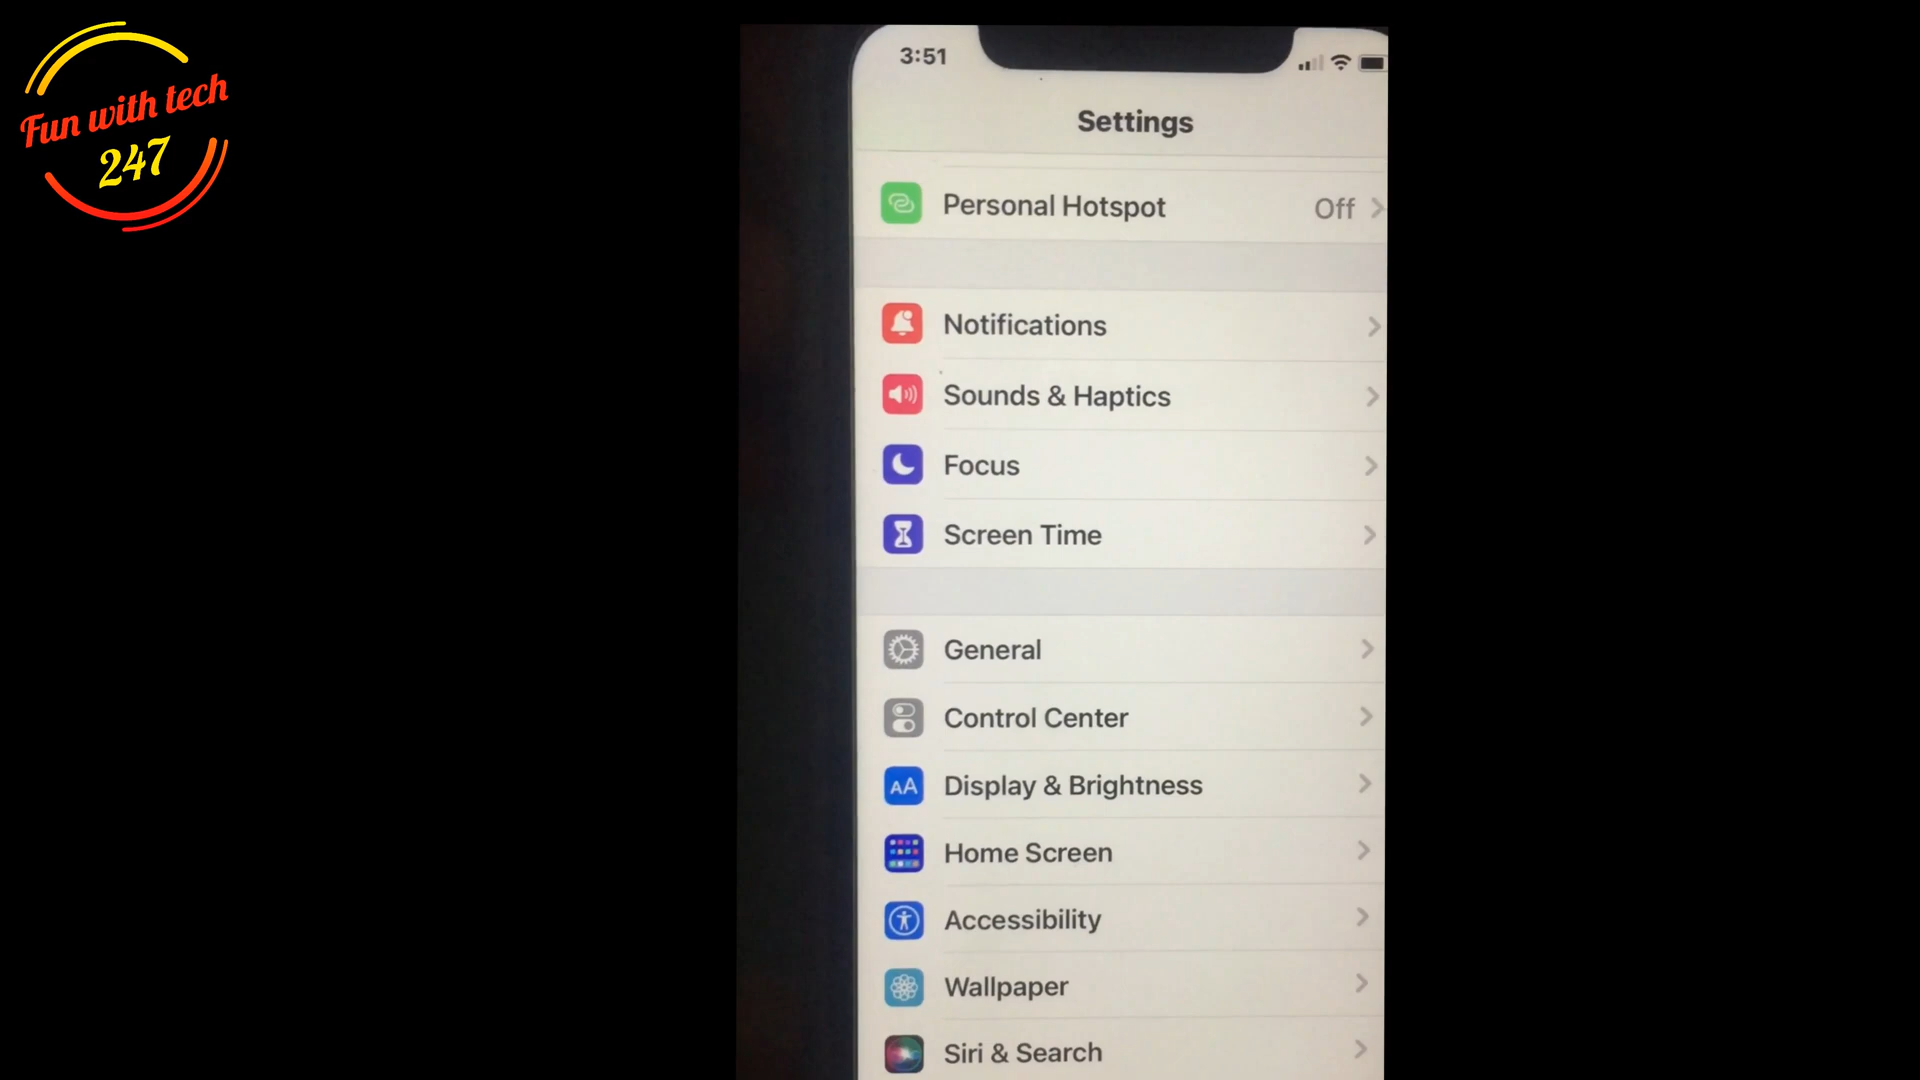 Fun with tech
247
3:51
Settings
Personal Hotspot Off
Notifications
Sounds & Haptics
Focus
Screen Time
General
Control Center
AA Display & Brightness
Home Screen
Accessibility
Wallpaper
Siri & Search